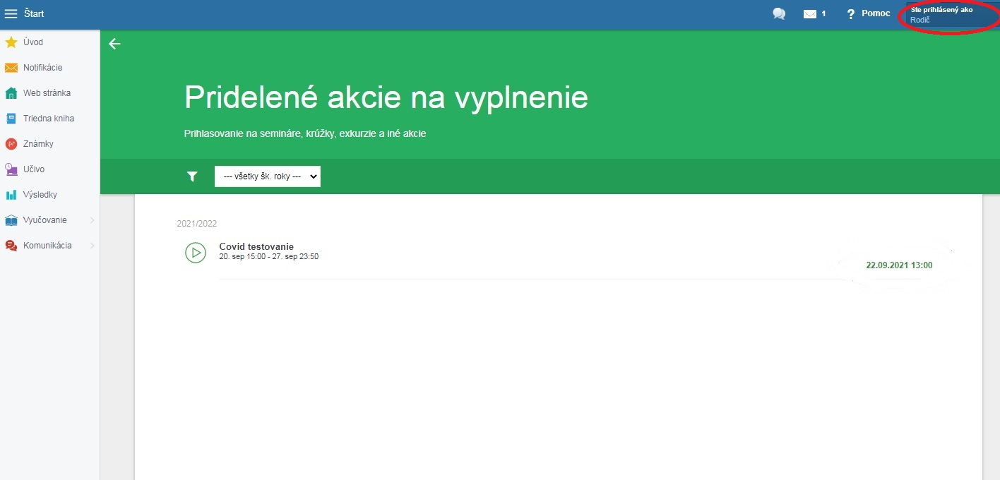 Štart
1
? Pomoc
Ste prihlásený ako
Rodič
Úvod
Notifikácie
Web stránka
Triedna kniha
Známky
Učivo
Výsledky
Vyučovanie
Komunikácia
Pridelené akcie na vyplnenie
Prihlasovanie na semináre, krúžky, exkurzie a iné akcie
--- všetky šk. roky ---
2021/2022
Covid testovanie
20. sep 15:00 - 27. sep 23:50
22.09.2021 13:00